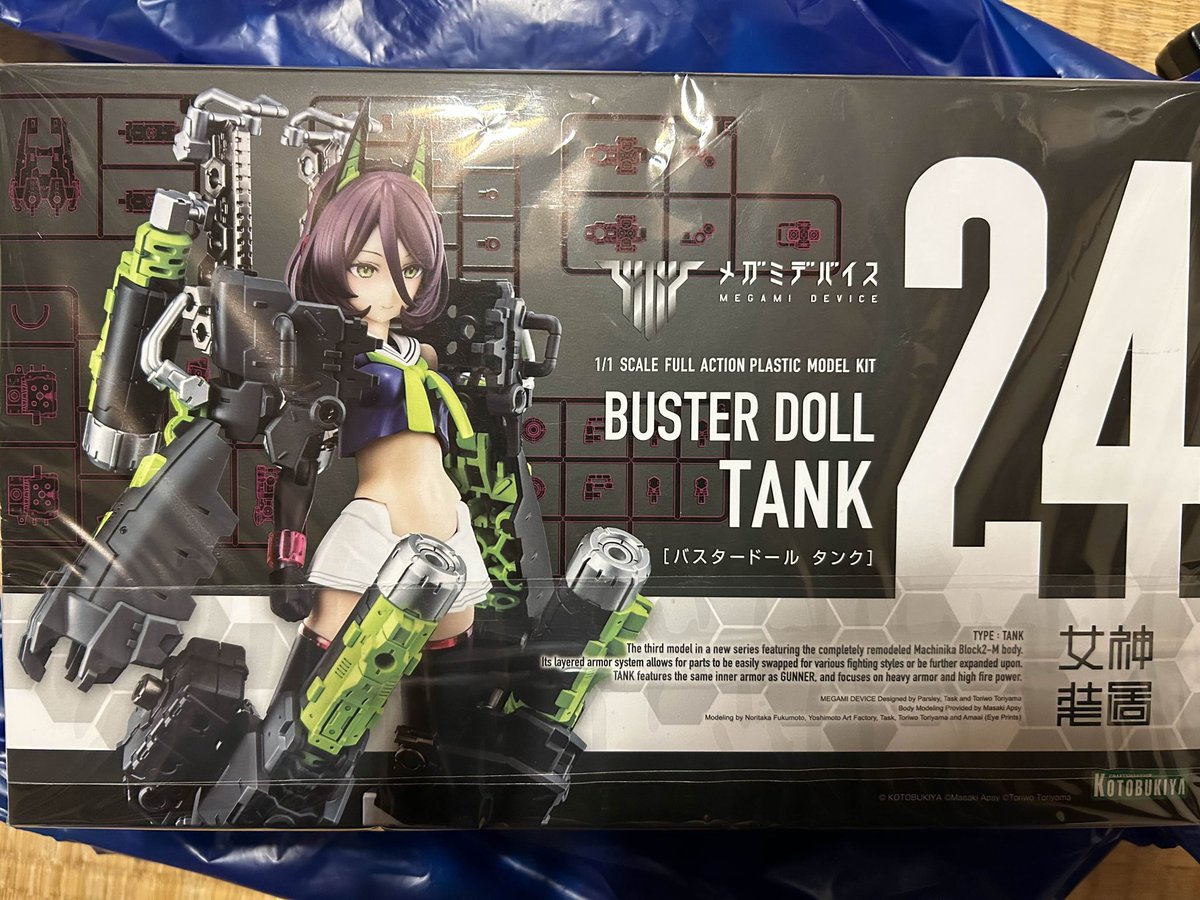 24
メガミデバイス
MEGAMI DEVICE
1/1 SCALE FULL ACTION PLASTIC MODEL KIT
BUSTER DOLL
TANK
[バスタードール タンク]
TYPE : TANK
The third model in a new series featuring the completely remodeled Machinika Block2-M body.
Its layered armor system allows for parts to be easily swapped for various fighting styles or be further expanded upon.
TANK features the same inner armor as GUNNER, and focuses on heavy armor and high fire power.
MEGAMI DEVICE Designed by Parsley, Task and Toriwo Toriyama
Body Modeling Provided by Masaki Apsy
Modeling by Noritaka Fukumoto, Yoshimoto Art Factory, Task, Toriwo Toriyama and Amaai (Eye Prints)
女神
装置
© KOTOBUKIYA ©Masaki Apsy ©Toriwo Toriyama
KOTOBUKIYA